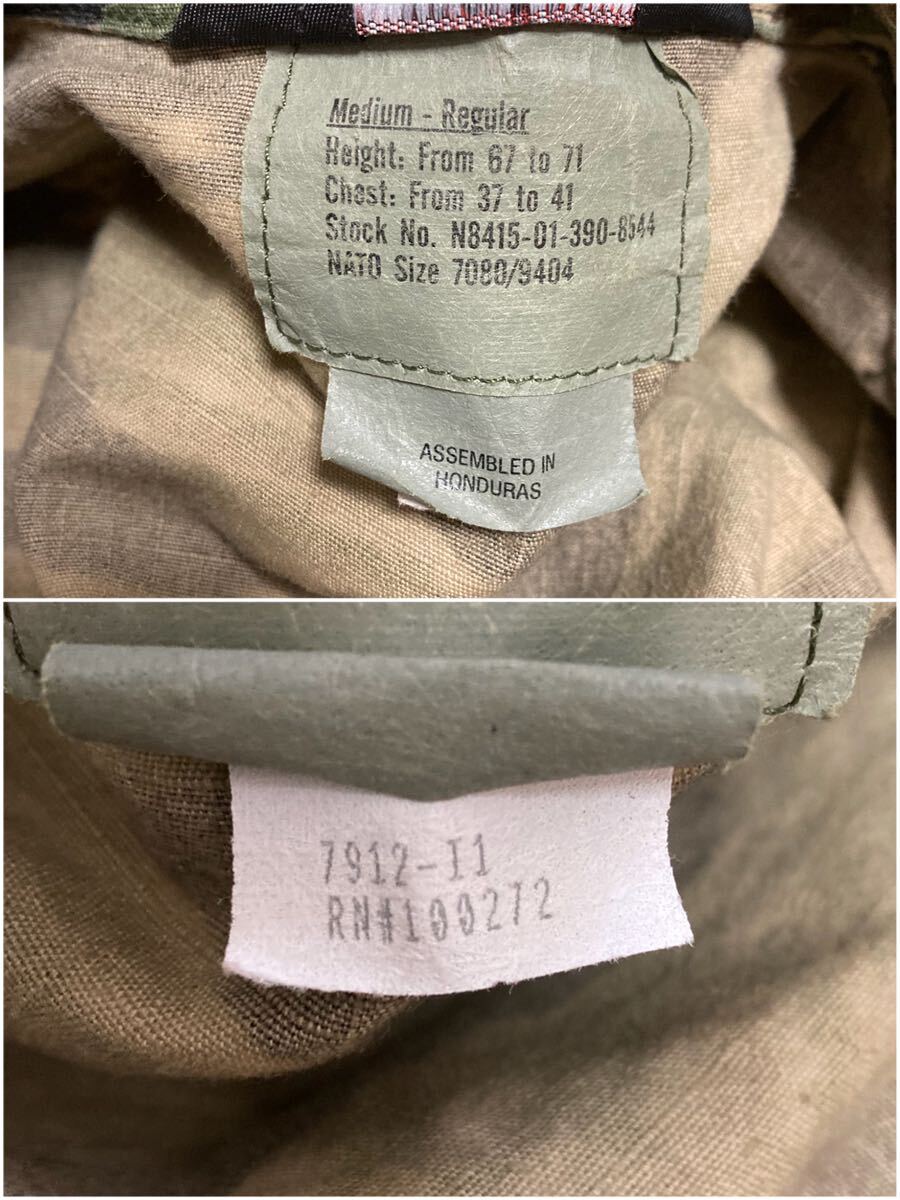 Medium - Regular
Height: From 67 to 71
Chest: From 37 to 41
Stock No. N8415-01-390-8544
NATO Size 7080/9404
ASSEMBLED IN
HONDURAS
7912-I1
RN#100272